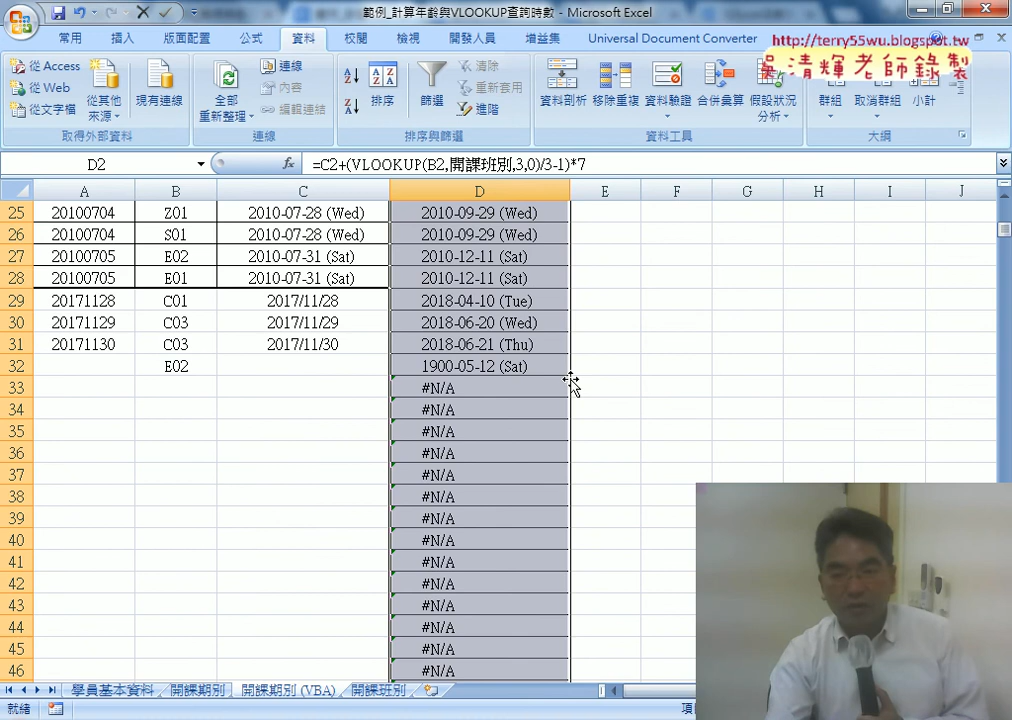 範例_計算年齡與VLOOKUP查詢時數 - Microsoft Excel
常用 插入 版面配置 公式 資料 校閱 檢視 開發人員 增益集 Universal Document Converter
http://terry55wu.blogspot.tw
吳清輝老師錄製
從 Access
從 Web
從文字檔
從其他
來源
現有連線
取得外部資料
全部
重新整理
連線
內容
編輯連結
連線
排序
篩選
清除
重新套用
進階
排序與篩選
資料剖析
移除重複
資料驗證
合併彙算
假設狀況
分析
資料工具
群組
取消群組
小計
大綱
D2
fx
=C2+(VLOOKUP(B2,開課班別,3,0)/3-1)*7
A B C D E F G H I J
25 20100704 Z01 2010-07-28 (Wed) 2010-09-29 (Wed)
26 20100704 S01 2010-07-28 (Wed) 2010-09-29 (Wed)
27 20100705 E02 2010-07-31 (Sat) 2010-12-11 (Sat)
28 20100705 E01 2010-07-31 (Sat) 2010-12-11 (Sat)
29 20171128 C01 2017/11/28 2018-04-10 (Tue)
30 20171129 C03 2017/11/29 2018-06-20 (Wed)
31 20171130 C03 2017/11/30 2018-06-21 (Thu)
32 E02 1900-05-12 (Sat)
33 #N/A
34 #N/A
35 #N/A
36 #N/A
37 #N/A
38 #N/A
39 #N/A
40 #N/A
41 #N/A
42 #N/A
43 #N/A
44 #N/A
45 #N/A
46 #N/A
學員基本資料 開課期別 開課期別 (VBA) 開課班別
就緒